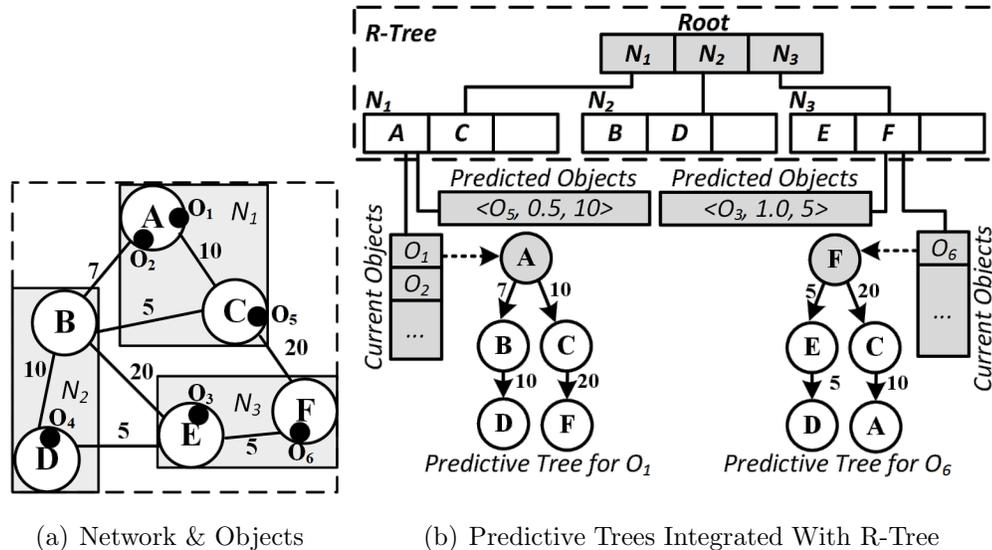 A
O1
N1
O2
7
10
B
5
C
O5
10
20
20
N2
O4
D
5
O3
N3
E
5
F
O6
(a) Network & Objects
R-Tree
Root
N1 N2 N3
N1
A C
N2
B D
N3
E F
Predicted Objects
<O5, 0.5, 10>
Predicted Objects
<O3, 1.0, 5>
Current Objects
O1
O2
...
A
7 10
B C
10 20
D F
Predictive Tree for O1
F
5 20
E C
5 10
D A
Predictive Tree for O6
O6
...
Current Objects
(b) Predictive Trees Integrated With R-Tree